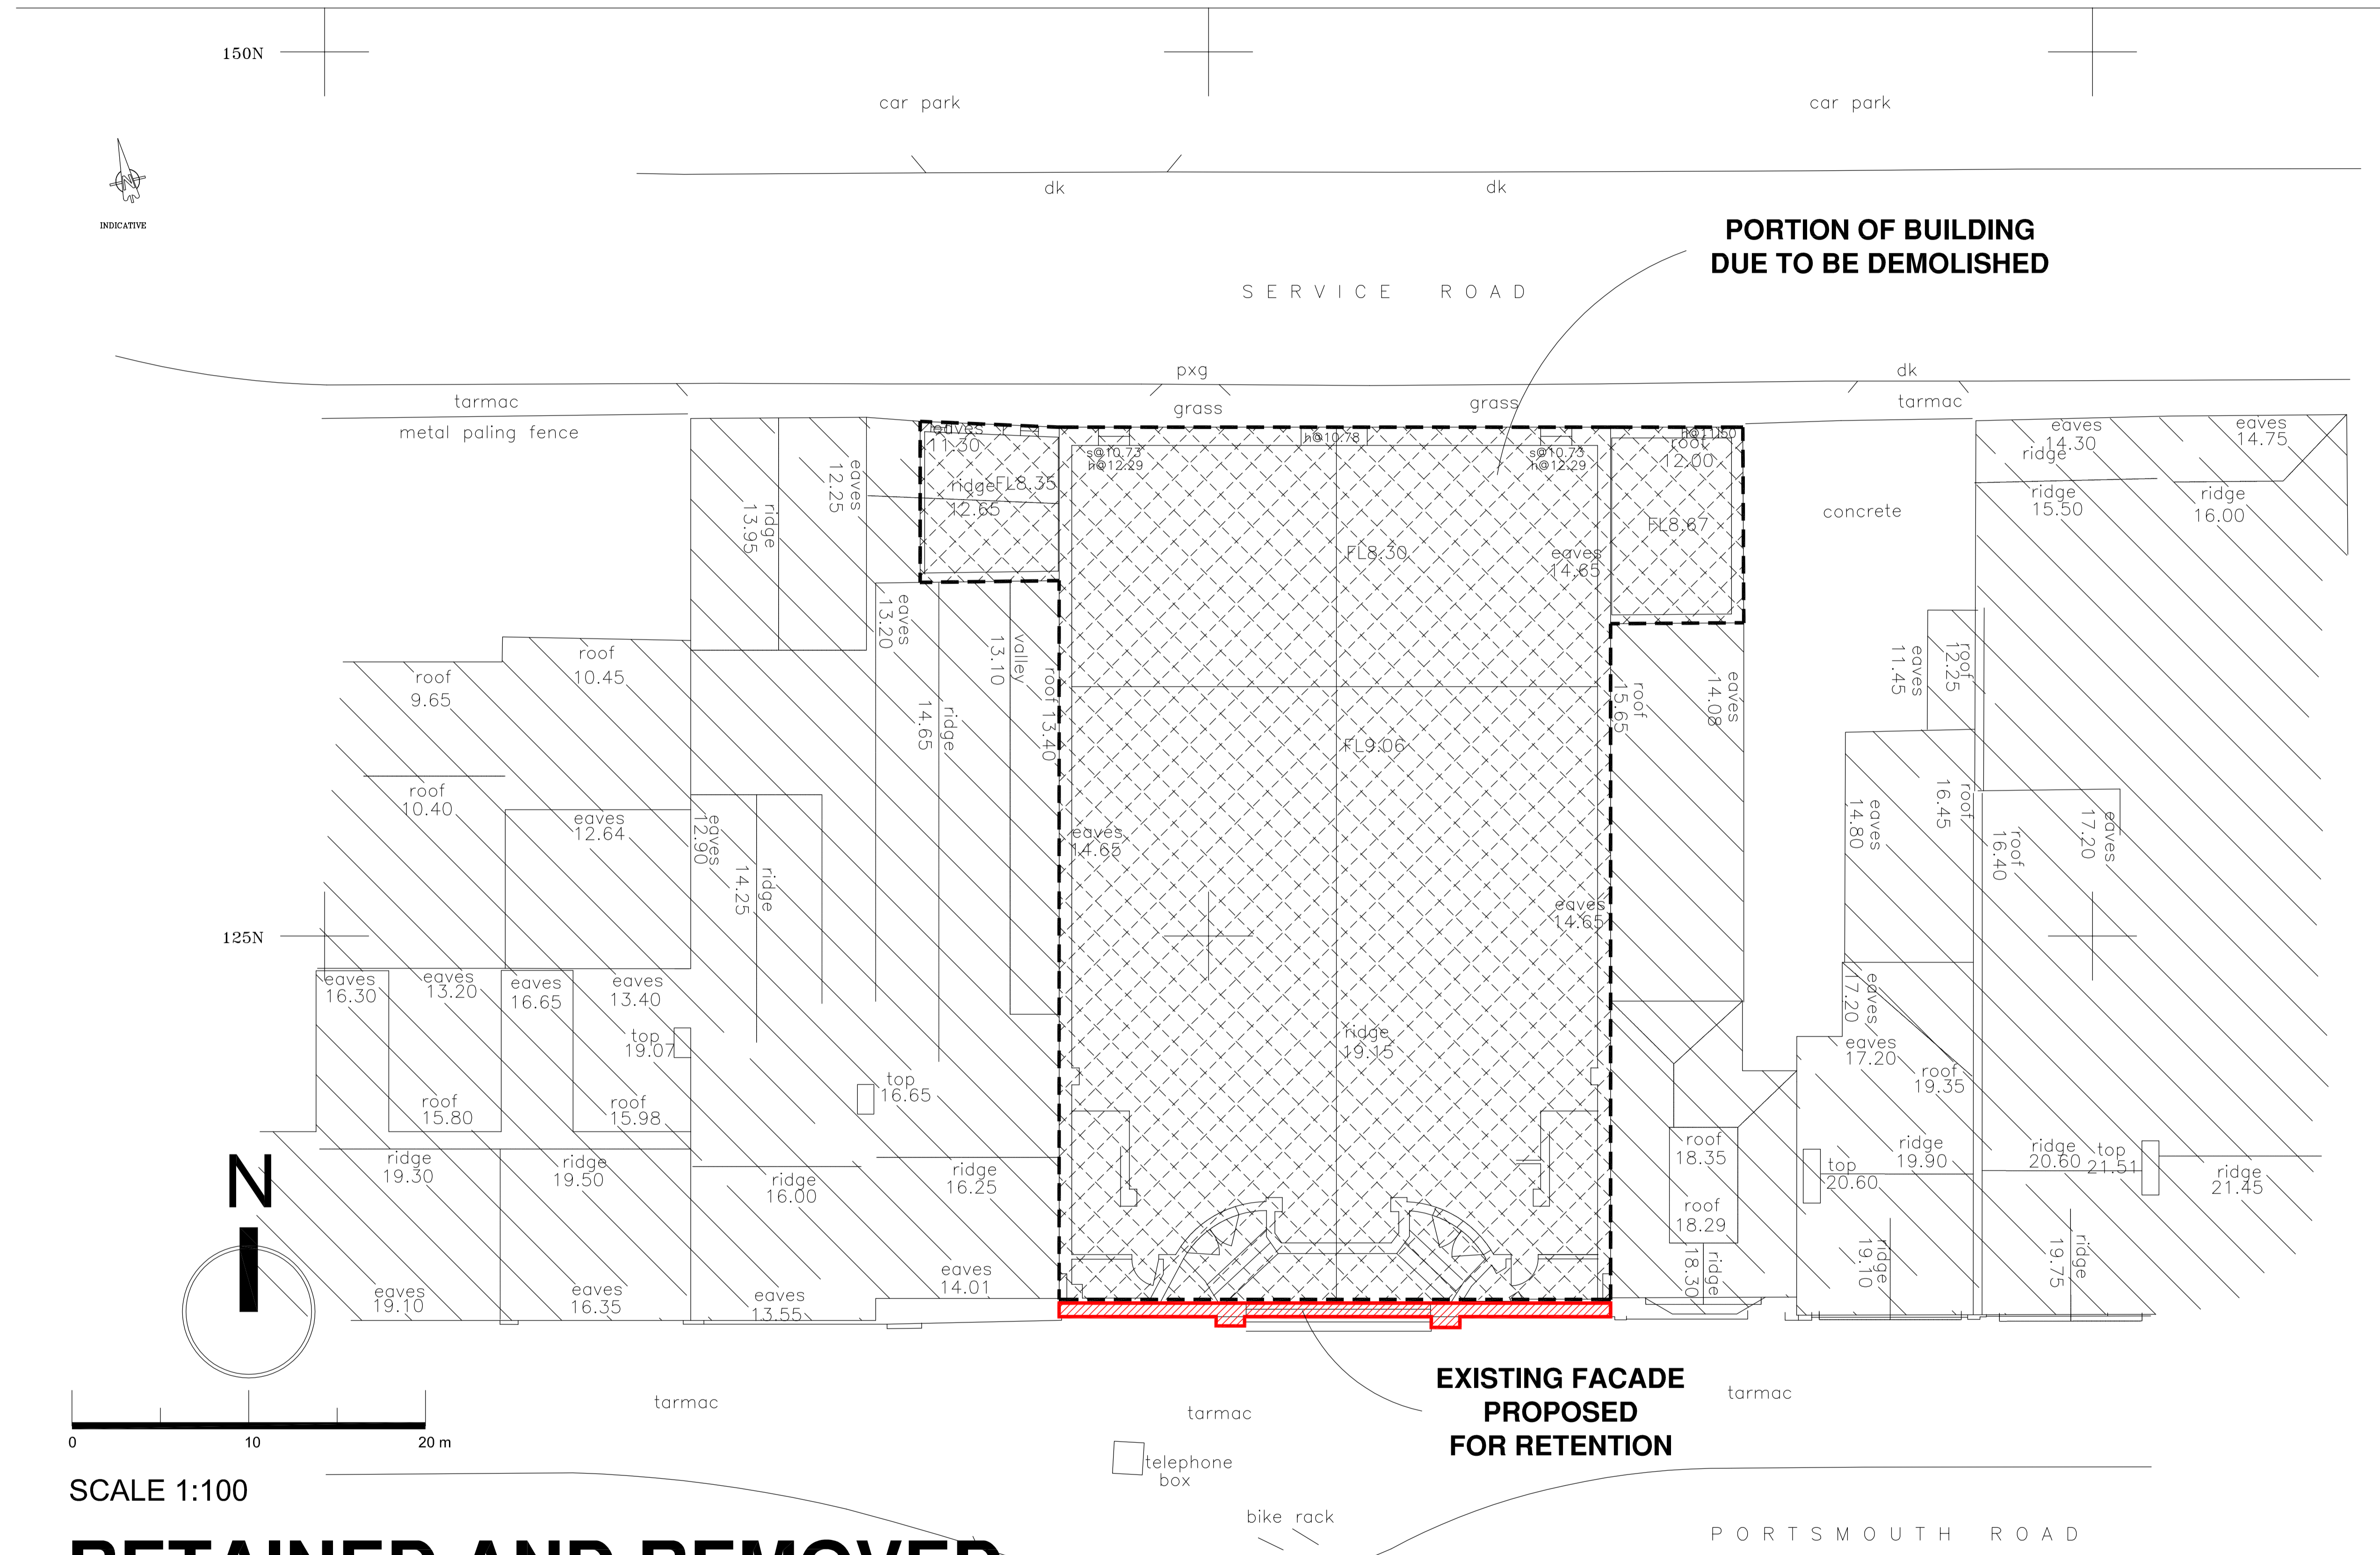 150N
car park
car park
dk
dk
INDICATIVE
PORTION OF BUILDING
DUE TO BE DEMOLISHED
SERVICE ROAD
pxg
dk
tarmac
grass
grass
tarmac
metal paling fence
eaves
11.30
h@10.78
s@10.73
h@12.29
s@10.73
h@12.29
h@11.50
roof
12.00
eaves
14.30
ridge
eaves
14.75
eaves
12.25
ridge
13.95
ridge
12.65
FL8.35
FL8.30
eaves
14.65
FL8.67
concrete
ridge
15.50
ridge
16.00
eaves
13.20
valley
13.10
roof
9.65
roof
10.45
ridge
14.65
roof 13.40
roof
15.65
eaves
14.08
eaves
11.45
roof
12.25
FL9.06
roof
10.40
eaves
12.64
eaves
12.90
ridge
14.25
eaves
14.65
eaves
14.80
roof
16.45
roof
16.40
eaves
17.20
125N
eaves
14.65
eaves
16.30
eaves
13.20
eaves
16.65
eaves
13.40
top
19.07
top
16.65
ridge
19.15
eaves
17.20
eaves
17.20
roof
19.35
roof
15.80
roof
15.98
N
ridge
19.30
ridge
19.50
ridge
16.00
ridge
16.25
roof
18.35
top
20.60
ridge
19.90
ridge
20.60
top
21.51
ridge
21.45
roof
18.29
ridge
18.30
ridge
19.10
ridge
19.75
eaves
19.10
eaves
16.35
eaves
13.55
eaves
14.01
EXISTING FACADE
PROPOSED
FOR RETENTION
tarmac
tarmac
tarmac
0 10 20 m
telephone
box
SCALE 1:100
bike rack
PORTSMOUTH ROAD
RETAINED AND REMOVED